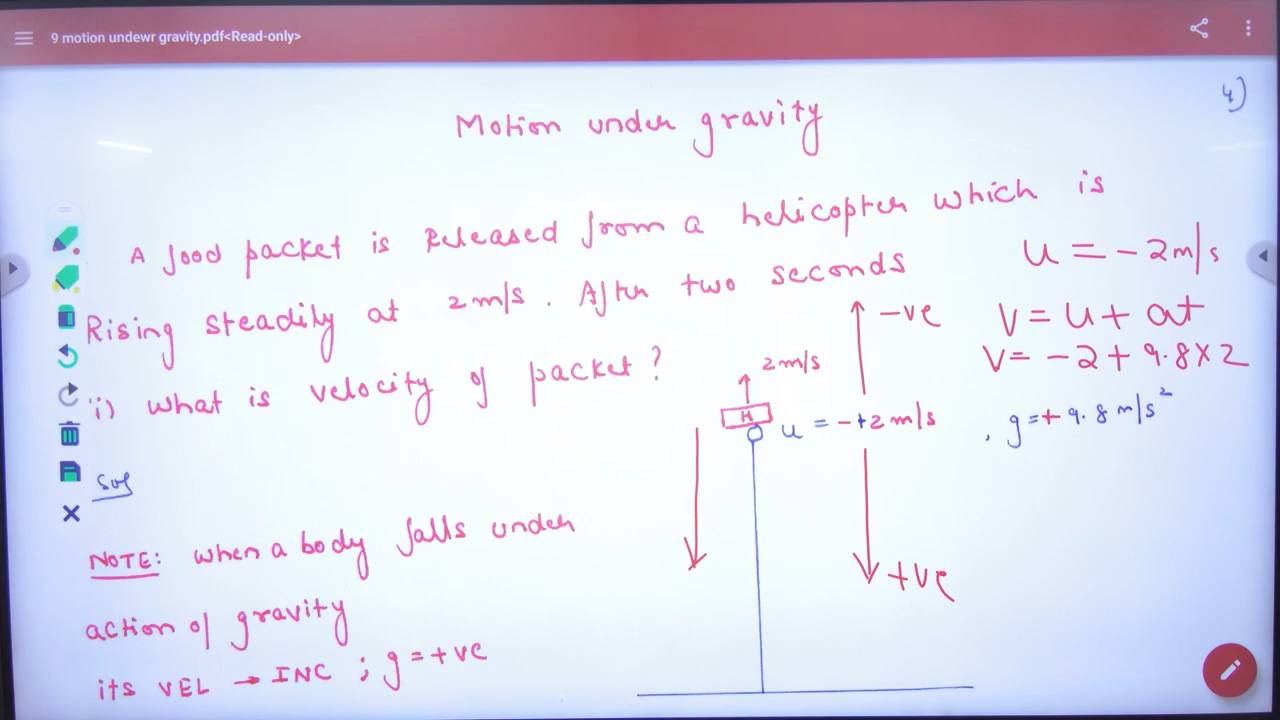 9 motion undewr gravity.pdf<Read-only>
4)
Motion under gravity
A food packet is Released from a helicopter which is
Rising steadily at 2m/s. After two seconds
i) what is velocity of packet?
u = -2m/s
v = u + at
v = -2 + 9.8 x 2
-ve
2m/s
H
u = -+2 m/s , g = +9.8 m/s²
+ve
Sol
NOTE: when a body falls under
action of gravity
its VEL → INC ; g = +ve